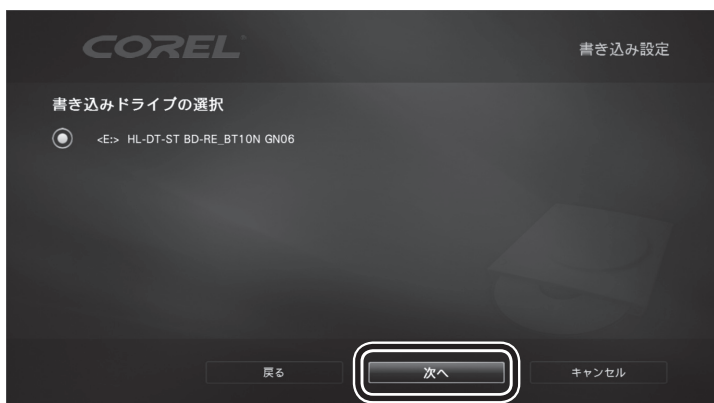 COREL
書き込み設定
書き込みドライブの選択
<E:> HL-DT-ST BD-RE_BT10N GN06
戻る
次へ
キャンセル